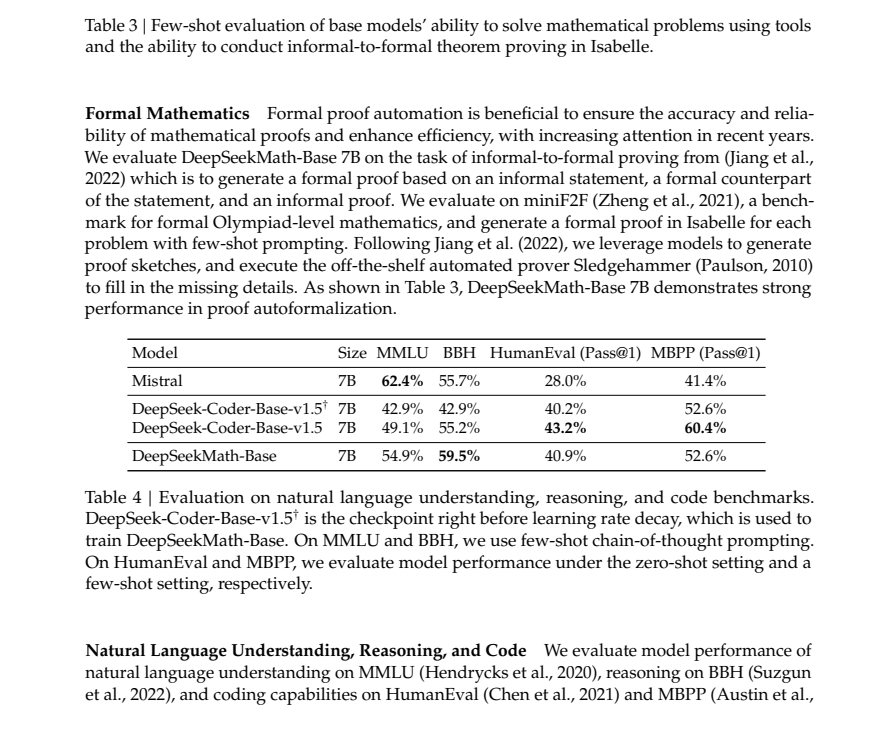 Table 3 | Few-shot evaluation of base models’ ability to solve mathematical problems using tools
and the ability to conduct informal-to-formal theorem proving in Isabelle.
Formal Mathematics Formal proof automation is beneficial to ensure the accuracy and relia-
bility of mathematical proofs and enhance efficiency, with increasing attention in recent years.
We evaluate DeepSeekMath-Base 7B on the task of informal-to-formal proving from (Jiang et al.,
2022) which is to generate a formal proof based on an informal statement, a formal counterpart
of the statement, and an informal proof. We evaluate on miniF2F (Zheng et al., 2021), a bench-
mark for formal Olympiad-level mathematics, and generate a formal proof in Isabelle for each
problem with few-shot prompting. Following Jiang et al. (2022), we leverage models to generate
proof sketches, and execute the off-the-shelf automated prover Sledgehammer (Paulson, 2010)
to fill in the missing details. As shown in Table 3, DeepSeekMath-Base 7B demonstrates strong
performance in proof autoformalization.
Model Size MMLU BBH HumanEval (Pass@1) MBPP (Pass@1)
Mistral 7B 62.4% 55.7% 28.0% 41.4%
DeepSeek-Coder-Base-v1.5† 7B 42.9% 42.9% 40.2% 52.6%
DeepSeek-Coder-Base-v1.5 7B 49.1% 55.2% 43.2% 60.4%
DeepSeekMath-Base 7B 54.9% 59.5% 40.9% 52.6%
Table 4 | Evaluation on natural language understanding, reasoning, and code benchmarks.
DeepSeek-Coder-Base-v1.5† is the checkpoint right before learning rate decay, which is used to
train DeepSeekMath-Base. On MMLU and BBH, we use few-shot chain-of-thought prompting.
On HumanEval and MBPP, we evaluate model performance under the zero-shot setting and a
few-shot setting, respectively.
Natural Language Understanding, Reasoning, and Code We evaluate model performance of
natural language understanding on MMLU (Hendrycks et al., 2020), reasoning on BBH (Suzgun
et al., 2022), and coding capabilities on HumanEval (Chen et al., 2021) and MBPP (Austin et al.,